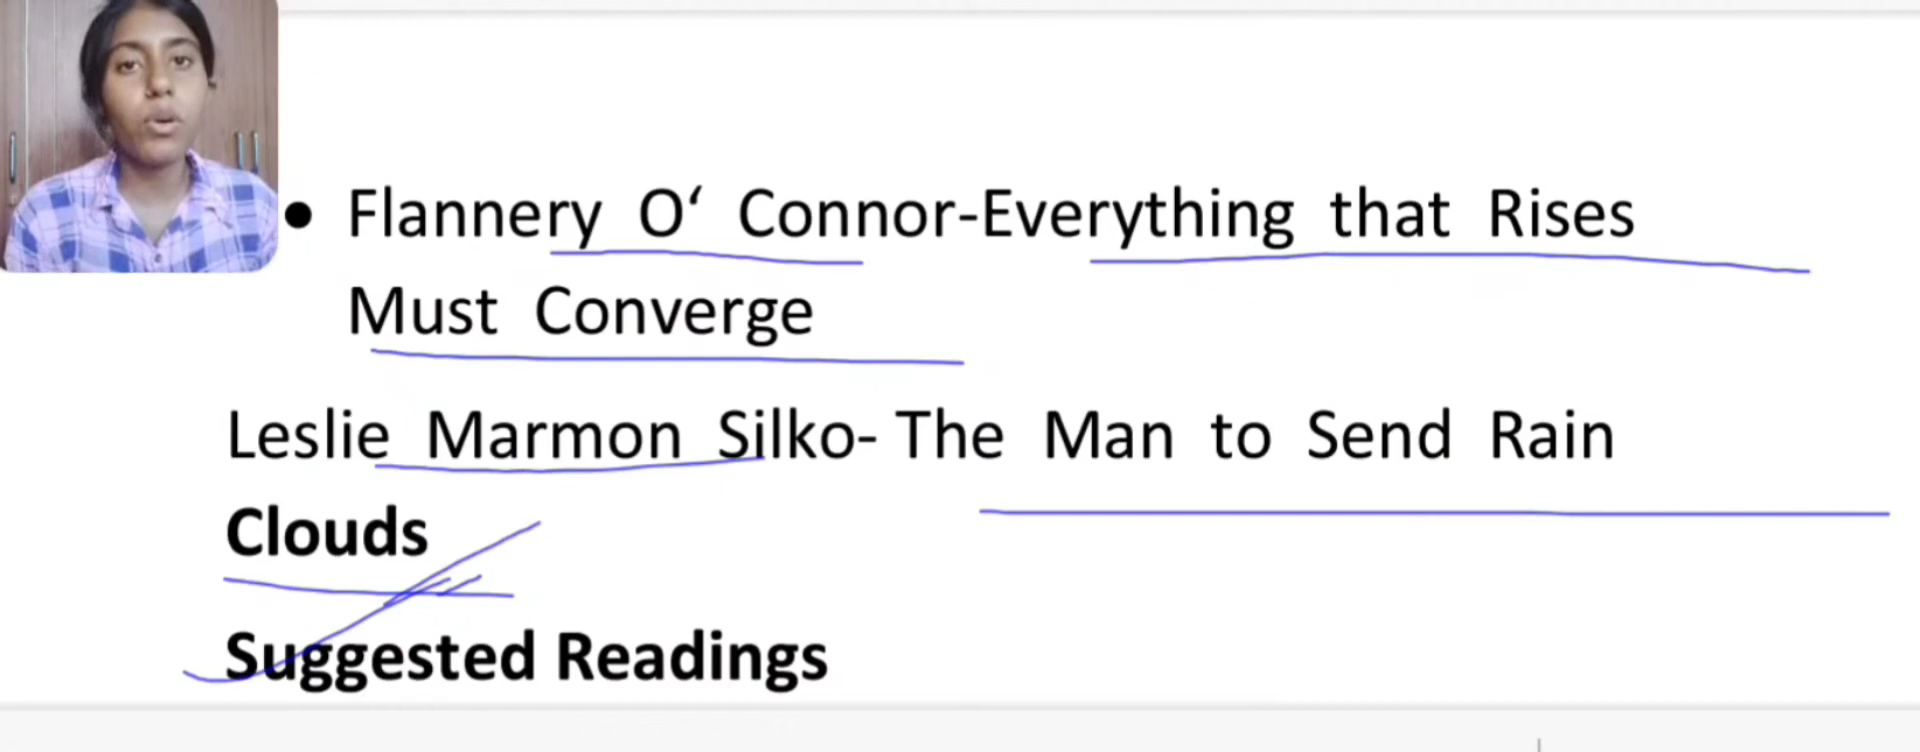 • Flannery O‘ Connor-Everything that Rises
Must Converge
Leslie Marmon Silko- The Man to Send Rain
Clouds
Suggested Readings